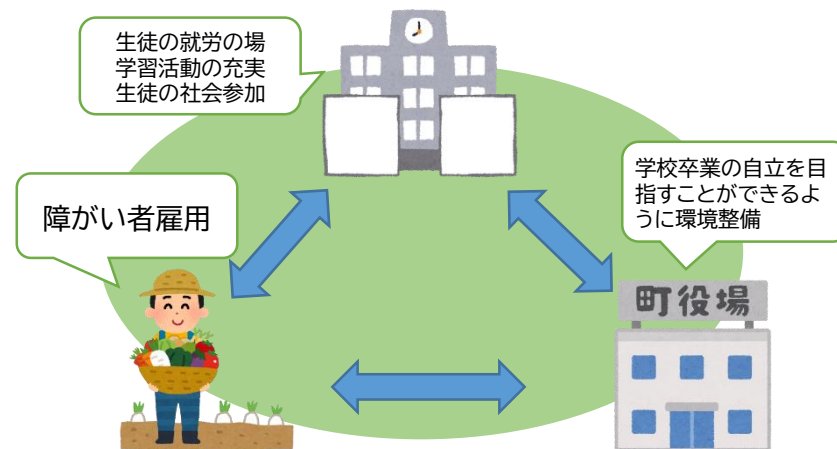 生徒の就労の場
学習活動の充実
生徒の社会参加
学校卒業の自立を目
指すことができるよ
うに環境整備
障がい者雇用
町役場